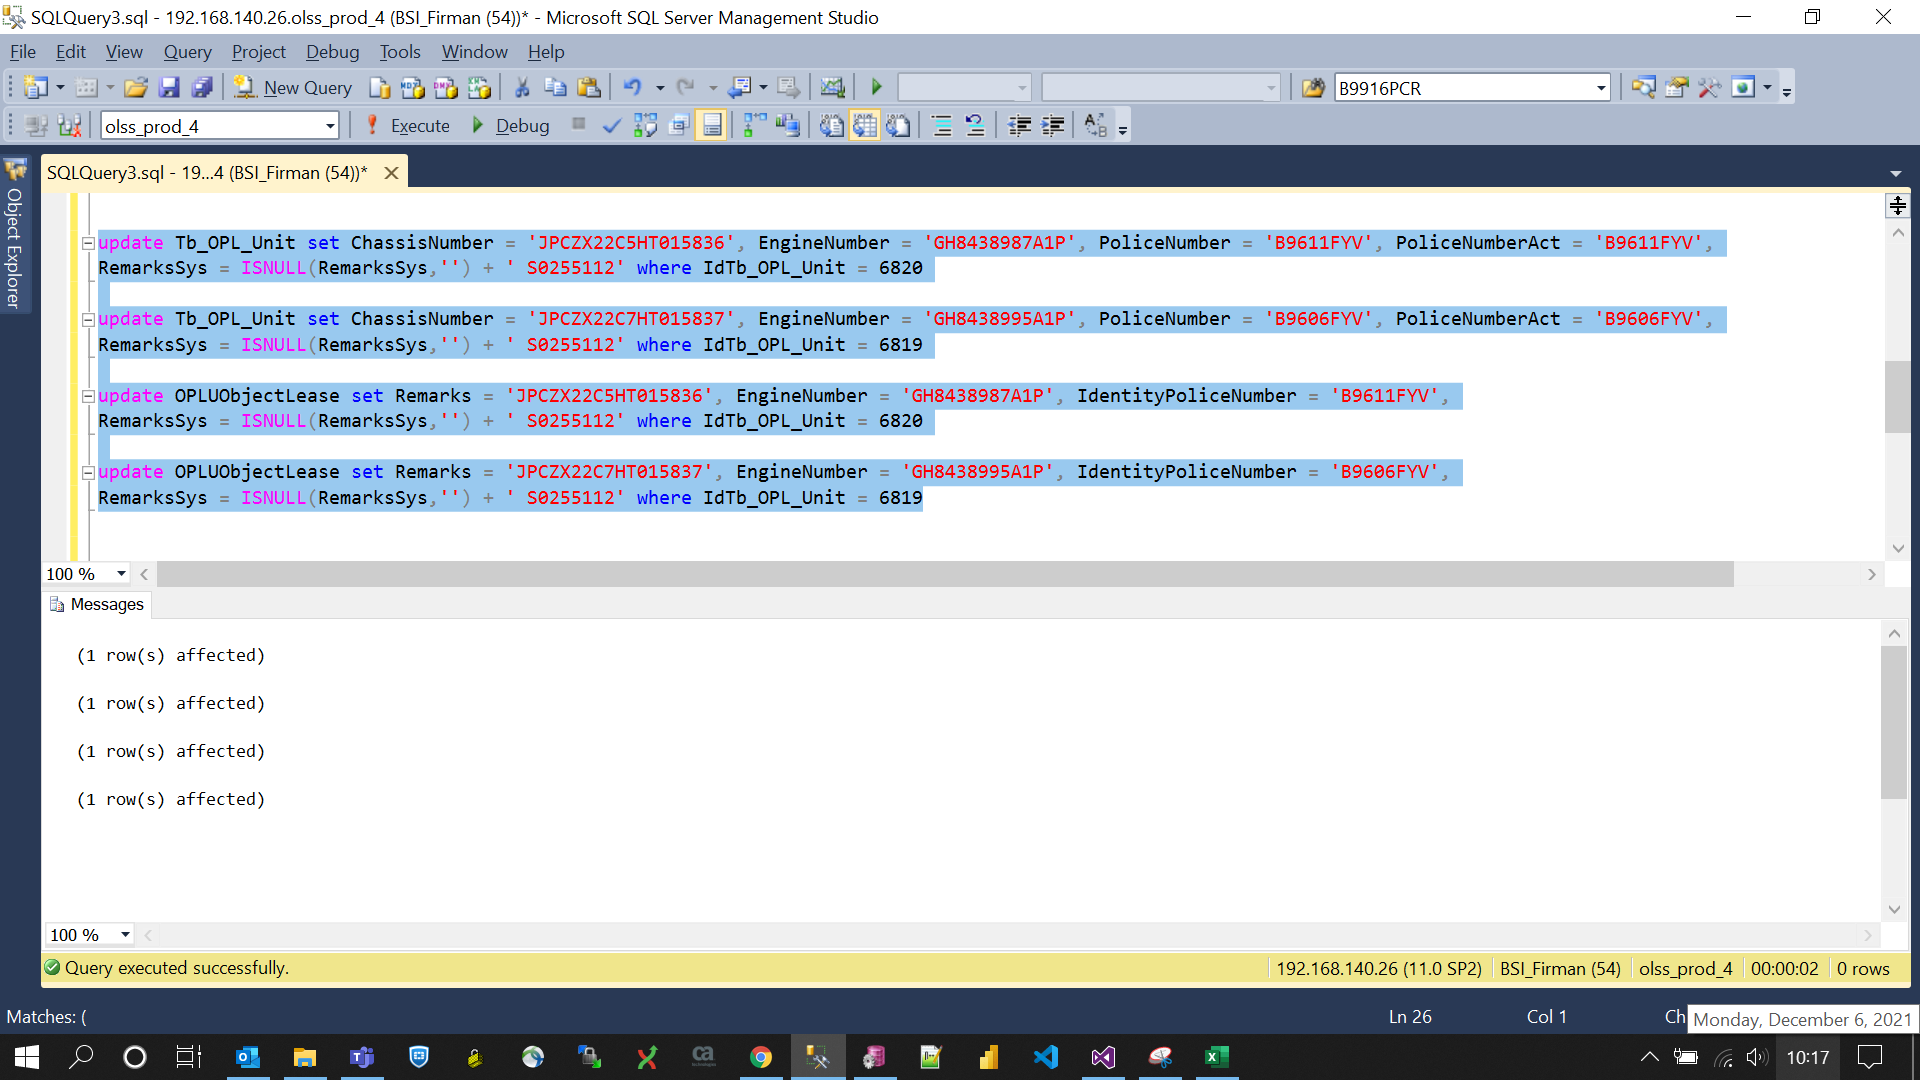 SQLQuery3.sql - 192.168.140.26.olss_prod_4 (BSI_Firman (54))* - Microsoft SQL Server Management Studio
File Edit View Query Project Debug Tools Window Help
New Query
B9916PCR
olss_prod_4
Execute
Debug
Object Explorer
SQLQuery3.sql - 19...4 (BSI_Firman (54))*
update Tb_OPL_Unit set ChassisNumber = 'JPCZX22C5HT015836', EngineNumber = 'GH8438987A1P', PoliceNumber = 'B9611FYV', PoliceNumberAct = 'B9611FYV',
RemarksSys = ISNULL(RemarksSys,'') + ' S0255112' where IdTb_OPL_Unit = 6820
update Tb_OPL_Unit set ChassisNumber = 'JPCZX22C7HT015837', EngineNumber = 'GH8438995A1P', PoliceNumber = 'B9606FYV', PoliceNumberAct = 'B9606FYV',
RemarksSys = ISNULL(RemarksSys,'') + ' S0255112' where IdTb_OPL_Unit = 6819
update OPLUObjectLease set Remarks = 'JPCZX22C5HT015836', EngineNumber = 'GH8438987A1P', IdentityPoliceNumber = 'B9611FYV',
RemarksSys = ISNULL(RemarksSys,'') + ' S0255112' where IdTb_OPL_Unit = 6820
update OPLUObjectLease set Remarks = 'JPCZX22C7HT015837', EngineNumber = 'GH8438995A1P', IdentityPoliceNumber = 'B9606FYV',
RemarksSys = ISNULL(RemarksSys,'') + ' S0255112' where IdTb_OPL_Unit = 6819
100 %
Messages
(1 row(s) affected)
(1 row(s) affected)
(1 row(s) affected)
(1 row(s) affected)
100 %
Query executed successfully.
192.168.140.26 (11.0 SP2) BSI_Firman (54) olss_prod_4 00:00:02 0 rows
Matches: (
Ln 26 Col 1 Ch
Monday, December 6, 2021
10:17